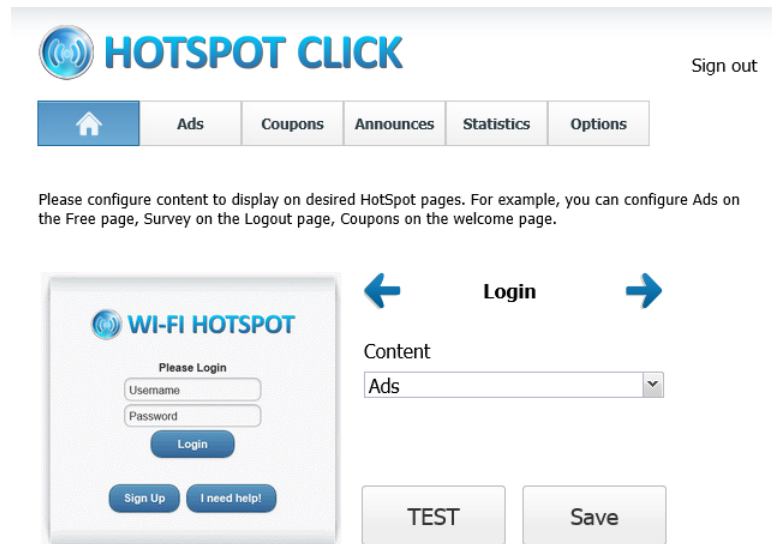 HOTSPOT CLICK
Sign out
Ads Coupons Announces Statistics Options
Please configure content to display on desired HotSpot pages. For example, you can configure Ads on
the Free page, Survey on the Logout page, Coupons on the welcome page.
WI-FI HOTSPOT
Please Login
Username
Password
Login
Sign Up I need help!
Login
Content
Ads
TEST Save